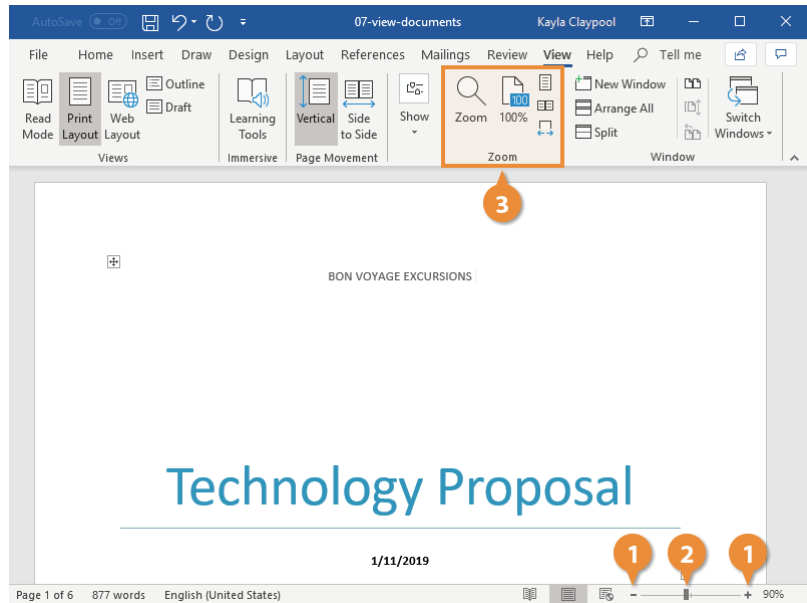 AutoSave Off 07-view-documents Kayla Claypool
File Home Insert Draw Design Layout References Mailings Review View Help Tell me
Read Mode
Print Layout
Web Layout
Outline
Draft
Views
Learning Tools
Immersive
Vertical
Side to Side
Page Movement
Show
Zoom
100
100%
Zoom
New Window
Arrange All
Split
Switch Windows
Window
3
BON VOYAGE EXCURSIONS
Technology Proposal
1/11/2019
1 2 1
Page 1 of 6 877 words English (United States) - + 90%